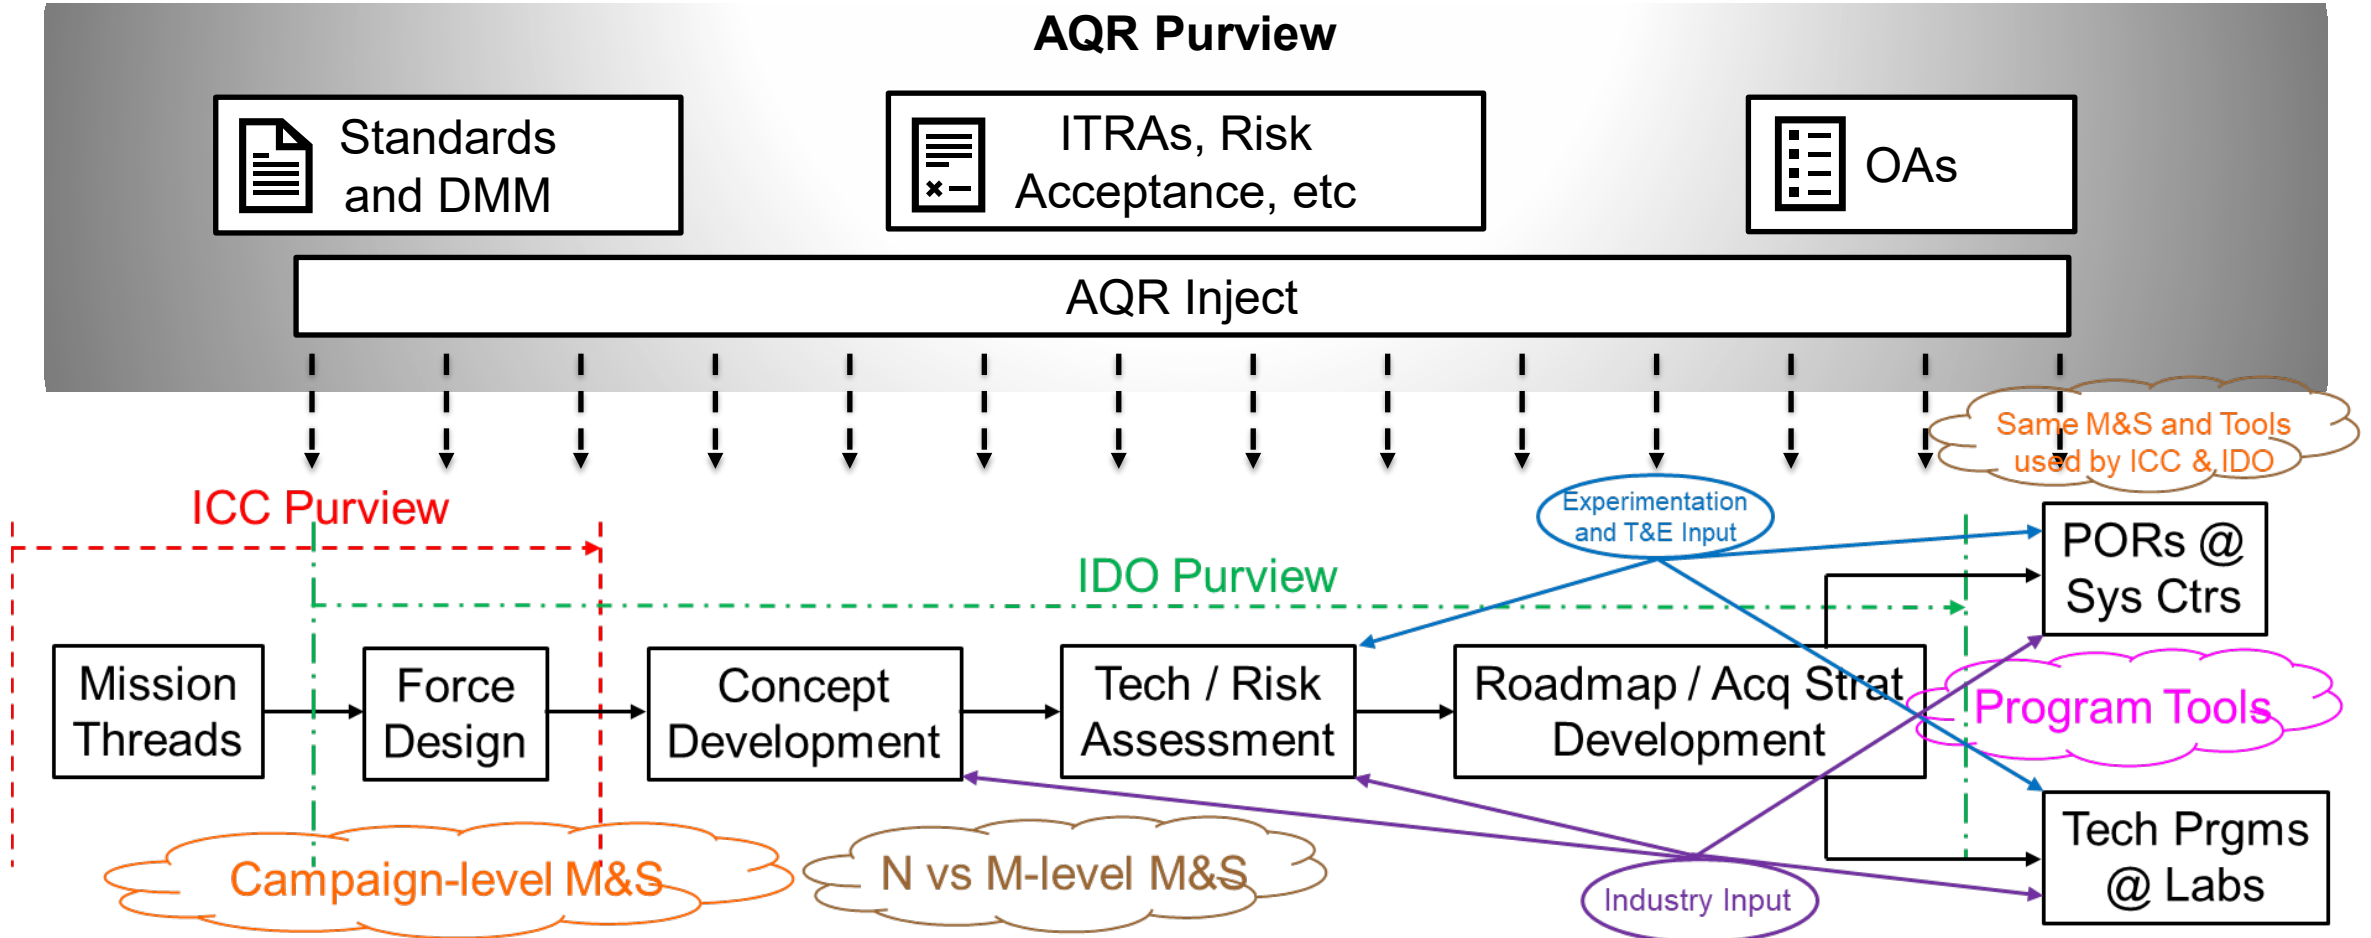 AQR Purview
Standards
and DMM
ITRAs, Risk
Acceptance, etc
OAs
AQR Inject
Same M&S and Tools
used by ICC & IDO
ICC Purview
Experimentation
and T&E Input
IDO Purview
PORs @
Sys Ctrs
Mission
Threads
Force
Design
Concept
Development
Tech / Risk
Assessment
Roadmap / Acq Strat
Development
Program Tools
Tech Prgms
@ Labs
Campaign-level M&S
N vs M-level M&S
Industry Input